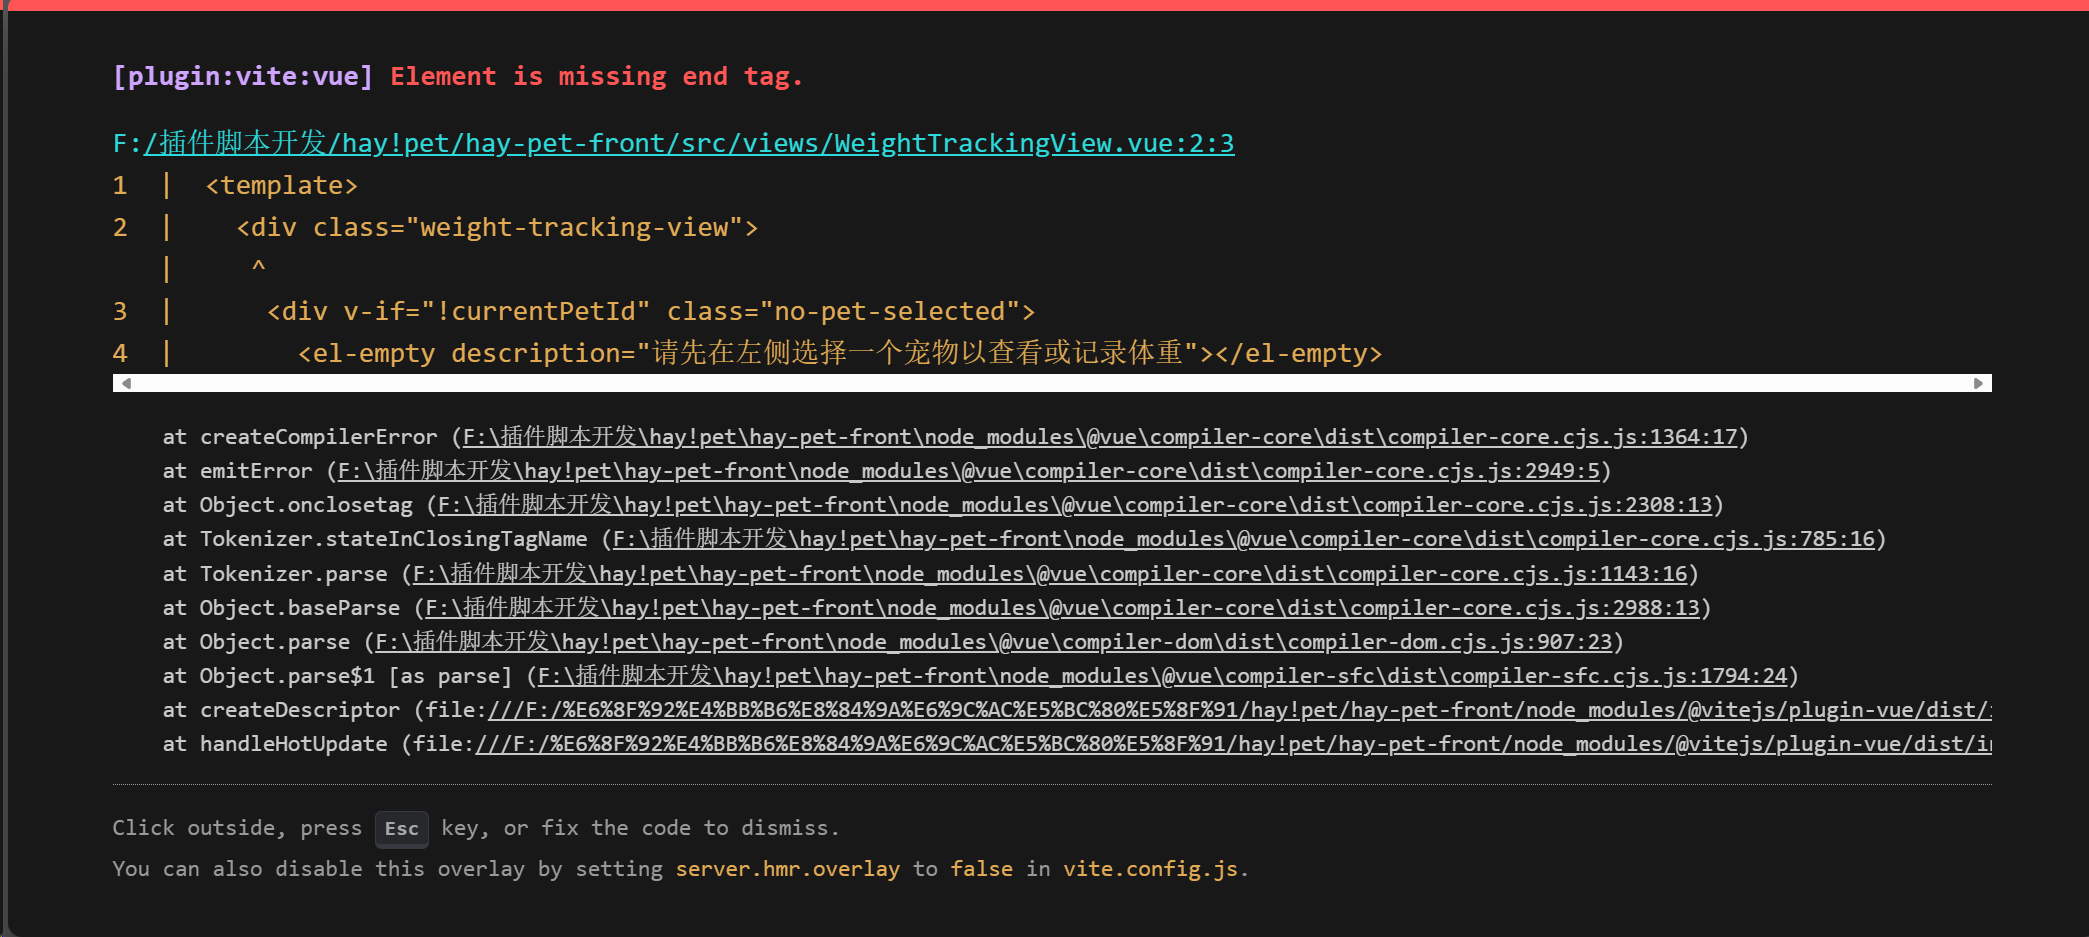 [plugin:vite:vue] Element is missing end tag.
F:/插件脚本开发/hay!pet/hay-pet-front/src/views/WeightTrackingView.vue:2:3
1  |  <template>
2  |    <div class="weight-tracking-view">
   |     ^
3  |      <div v-if="!currentPetId" class="no-pet-selected">
4  |        <el-empty description="请先在左侧选择一个宠物以查看或记录体重"></el-empty>
at createCompilerError (F:\插件脚本开发\hay!pet\hay-pet-front\node_modules\@vue\compiler-core\dist\compiler-core.cjs.js:1364:17)
at emitError (F:\插件脚本开发\hay!pet\hay-pet-front\node_modules\@vue\compiler-core\dist\compiler-core.cjs.js:2949:5)
at Object.onclosetag (F:\插件脚本开发\hay!pet\hay-pet-front\node_modules\@vue\compiler-core\dist\compiler-core.cjs.js:2308:13)
at Tokenizer.stateInClosingTagName (F:\插件脚本开发\hay!pet\hay-pet-front\node_modules\@vue\compiler-core\dist\compiler-core.cjs.js:785:16)
at Tokenizer.parse (F:\插件脚本开发\hay!pet\hay-pet-front\node_modules\@vue\compiler-core\dist\compiler-core.cjs.js:1143:16)
at Object.baseParse (F:\插件脚本开发\hay!pet\hay-pet-front\node_modules\@vue\compiler-core\dist\compiler-core.cjs.js:2988:13)
at Object.parse (F:\插件脚本开发\hay!pet\hay-pet-front\node_modules\@vue\compiler-dom\dist\compiler-dom.cjs.js:907:23)
at Object.parse$1 [as parse] (F:\插件脚本开发\hay!pet\hay-pet-front\node_modules\@vue\compiler-sfc\dist\compiler-sfc.cjs.js:1794:24)
at createDescriptor (file:///F:/%E6%8F%92%E4%BB%B6%E8%84%9A%E6%9C%AC%E5%BC%80%E5%8F%91/hay!pet/hay-pet-front/node_modules/@vitejs/plugin-vue/dist/
at handleHotUpdate (file:///F:/%E6%8F%92%E4%BB%B6%E8%84%9A%E6%9C%AC%E5%BC%80%E5%8F%91/hay!pet/hay-pet-front/node_modules/@vitejs/plugin-vue/dist/i
Click outside, press Esc key, or fix the code to dismiss.
You can also disable this overlay by setting server.hmr.overlay to false in vite.config.js.